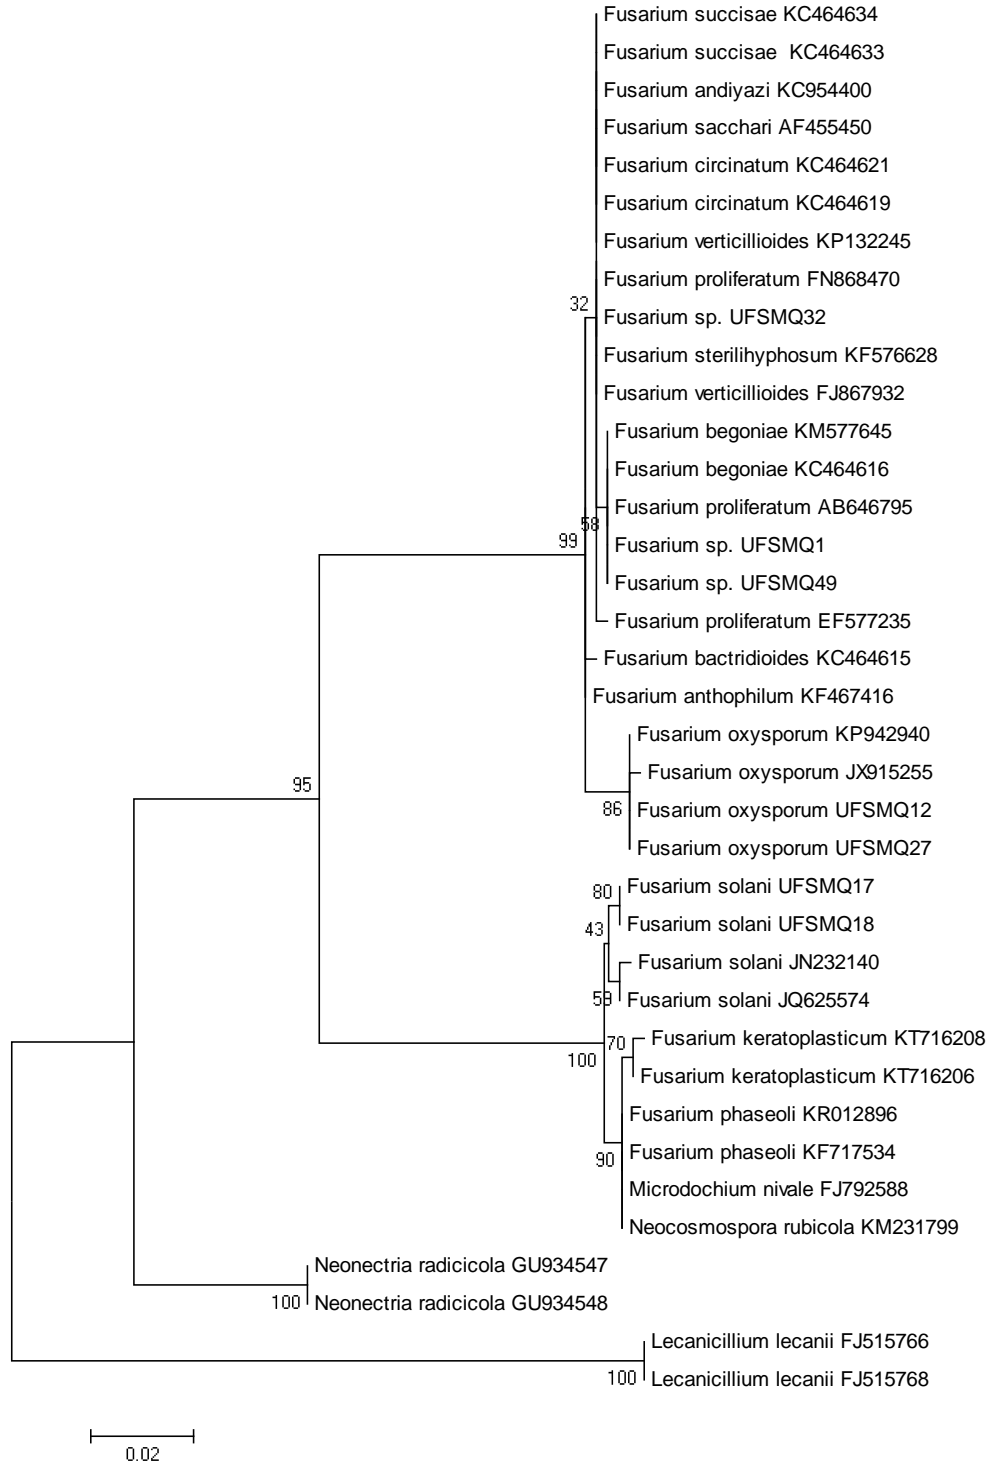 Fusarium succisae KC464634
Fusarium succisae  KC464633
Fusarium andiyazi KC954400
Fusarium sacchari AF455450
Fusarium circinatum KC464621
Fusarium circinatum KC464619
Fusarium verticillioides KP132245
Fusarium proliferatum FN868470
32
Fusarium sp. UFSMQ32
Fusarium sterilihyphosum KF576628
Fusarium verticillioides FJ867932
Fusarium begoniae KM577645
Fusarium begoniae KC464616
Fusarium proliferatum AB646795
58
99
Fusarium sp. UFSMQ1
Fusarium sp. UFSMQ49
Fusarium proliferatum EF577235
Fusarium bactridioides KC464615
Fusarium anthophilum KF467416
Fusarium oxysporum KP942940
Fusarium oxysporum JX915255
95
86
Fusarium oxysporum UFSMQ12
Fusarium oxysporum UFSMQ27
80
Fusarium solani UFSMQ17
43
Fusarium solani UFSMQ18
Fusarium solani JN232140
59
Fusarium solani JQ625574
70
Fusarium keratoplasticum KT716208
100
Fusarium keratoplasticum KT716206
Fusarium phaseoli KR012896
90
Fusarium phaseoli KF717534
Microdochium nivale FJ792588
Neocosmospora rubicola KM231799
Neonectria radicicola GU934547
100
Neonectria radicicola GU934548
Lecanicillium lecanii FJ515766
100
Lecanicillium lecanii FJ515768
0.02